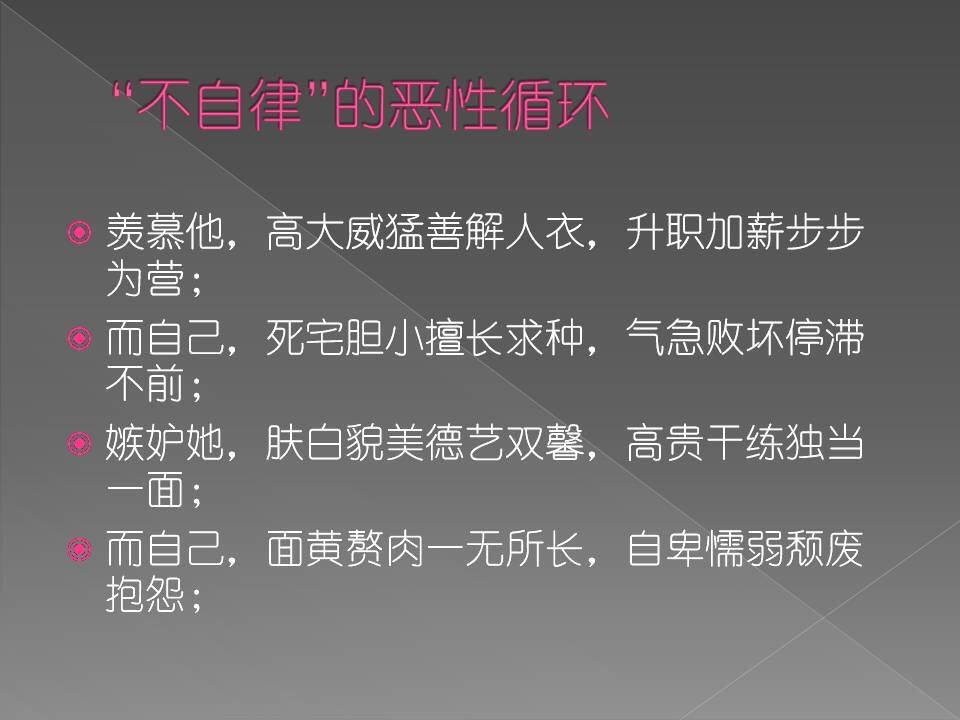 “不自律”的恶性循环
羡慕他，高大威猛善解人衣，升职加薪步步
为营；
而自己，死宅胆小擅长求种，气急败坏停滞
不前；
嫉妒她，肤白貌美德艺双馨，高贵干练独当
一面；
而自己，面黄赘肉一无所长，自卑懦弱颓废
抱怨；